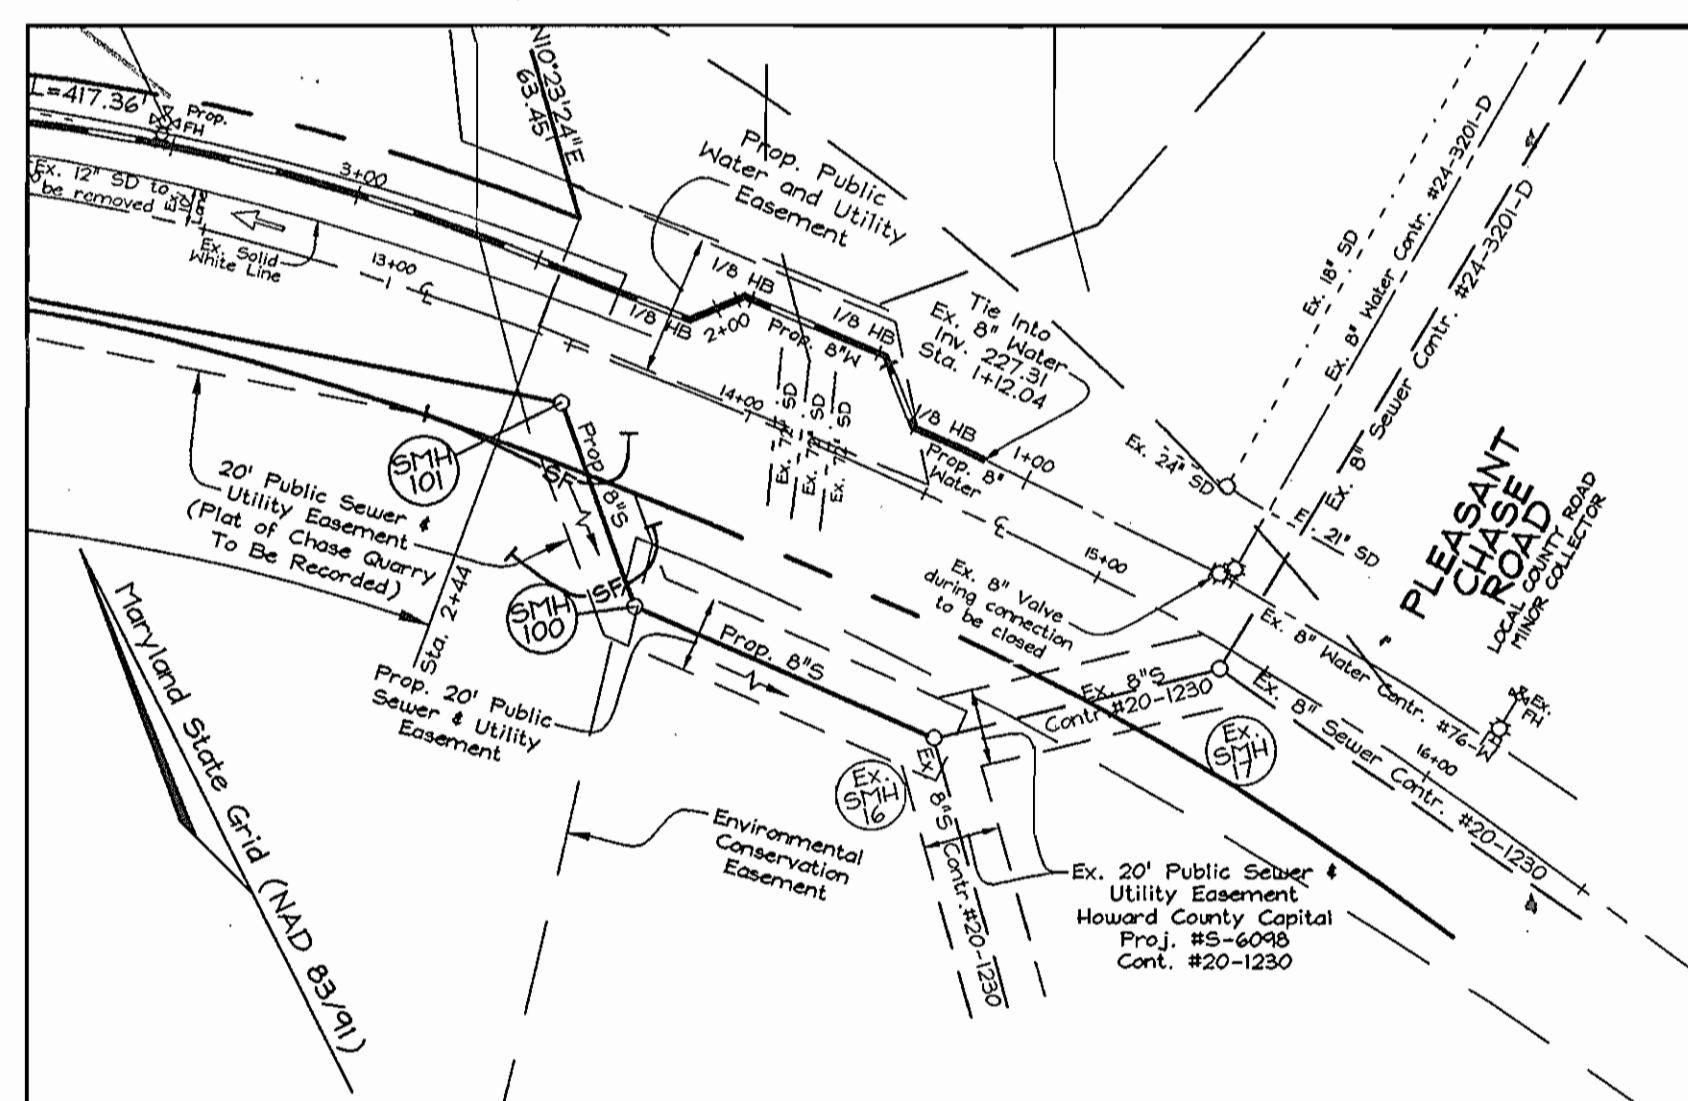 L=417.36'
Prop.
FH
N10°23'24"E
63.45'
3+00
Ex. 12" SD to
be removed
Ex. Solid
White Line
13+00
℄
Prop. Public
Water and Utility
Easement
1/8 HB
1/8 HB
2+00
Prop. 8"W
1/8 HB
1/8 HB
Tie Into
Ex. 8" Water
Inv. 227.31
Sta. 1+12.04
14+00
Prop. 8"
Water
1+00
℄
15+00
Ex. 24" SD
Ex. 18" SD
Ex. 8" Water Contr. #24-3201-D
Ex. 8" Sewer Contr. #24-3201-D
21" SD
PLEASANT
CHASE
ROAD
LOCAL COUNTY ROAD
MINOR COLLECTOR
SMH
101
Prop 8"S
SF
SF
20' Public Sewer &
Utility Easement
(Plat of Chase Quarry
To Be Recorded)
Sta. 2+44
SMH
100
Prop. 8"S
Prop. 20' Public
Sewer & Utility
Easement
Ex. 8" Valve
during connection
to be closed
Ex. 8"S
Contr.#20-1230
Ex. 8" Water Contr. #76-W
Ex. 8" Sewer Contr. #20-1230
16+00
Ex.
FH
Ex.
SMH
17
Ex.
SMH
16
Ex. 8"S Contr.#20-1230
Environmental
Conservation
Easement
Ex. 20' Public Sewer &
Utility Easement
Howard County Capital
Proj. #S-6098
Cont. #20-1230
Maryland State Grid (NAD 83/91)